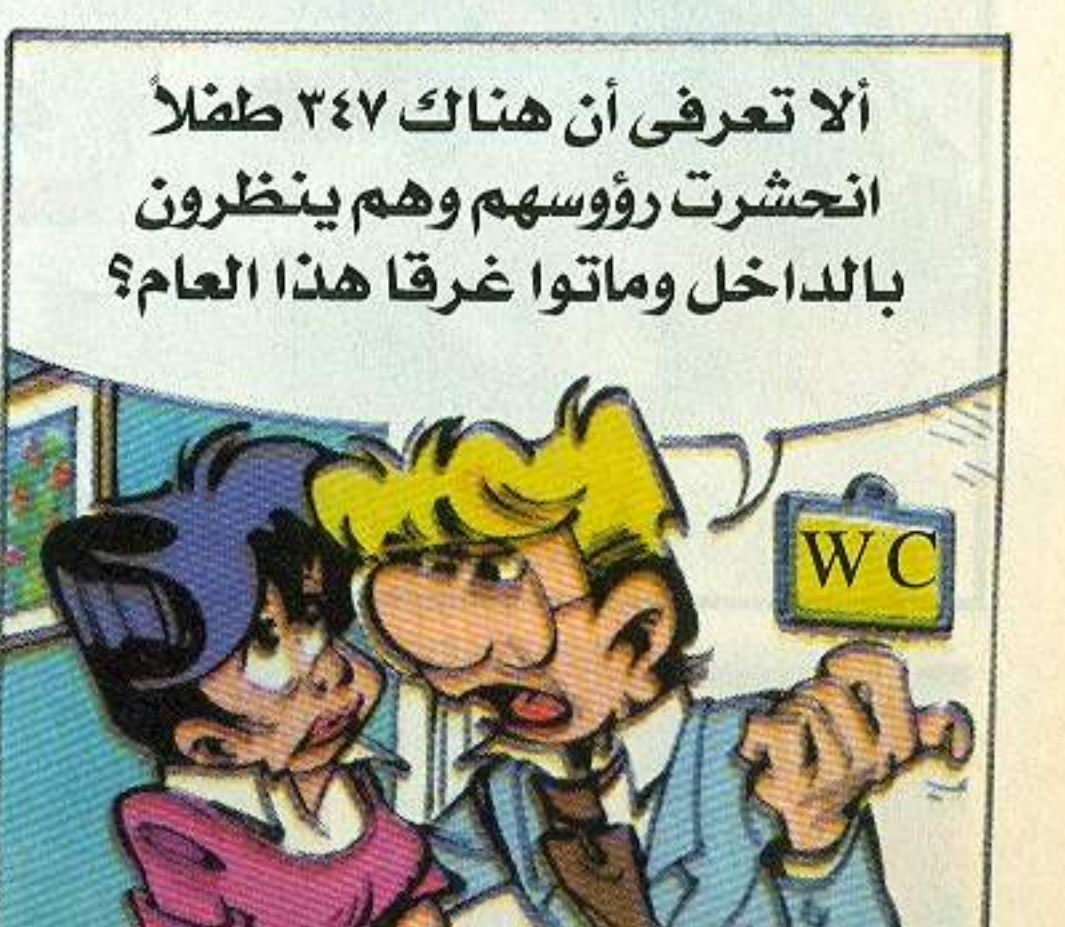 ألا تعرفى أن هناك ٣٤٧ طفلاً
انحشرت رؤوسهم وهم ينظرون
بالداخل وماتوا غرقا هذا العام؟
WC